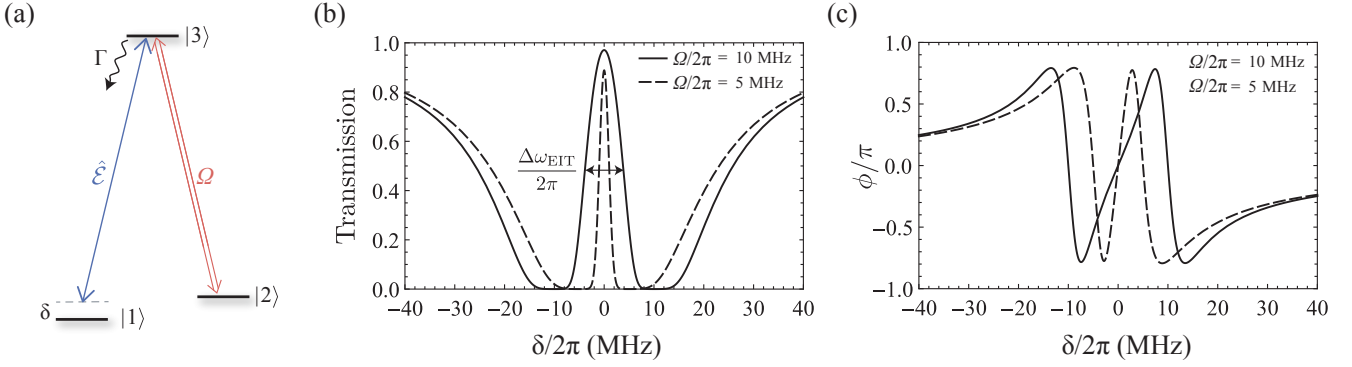 (a)
|3⟩
Γ
ℰ̂
Ω
δ
|1⟩
|2⟩
(b)
Transmission
1.0
0.8
0.6
0.4
0.2
0.0
Ω/2π = 10 MHz
Ω/2π = 5 MHz
Δω_EIT
2π
−40 −30 −20 −10 0 10 20 30 40
δ/2π (MHz)
(c)
ϕ/π
1.0
0.5
0.0
−0.5
−1.0
Ω/2π = 10 MHz
Ω/2π = 5 MHz
−40 −30 −20 −10 0 10 20 30 40
δ/2π (MHz)